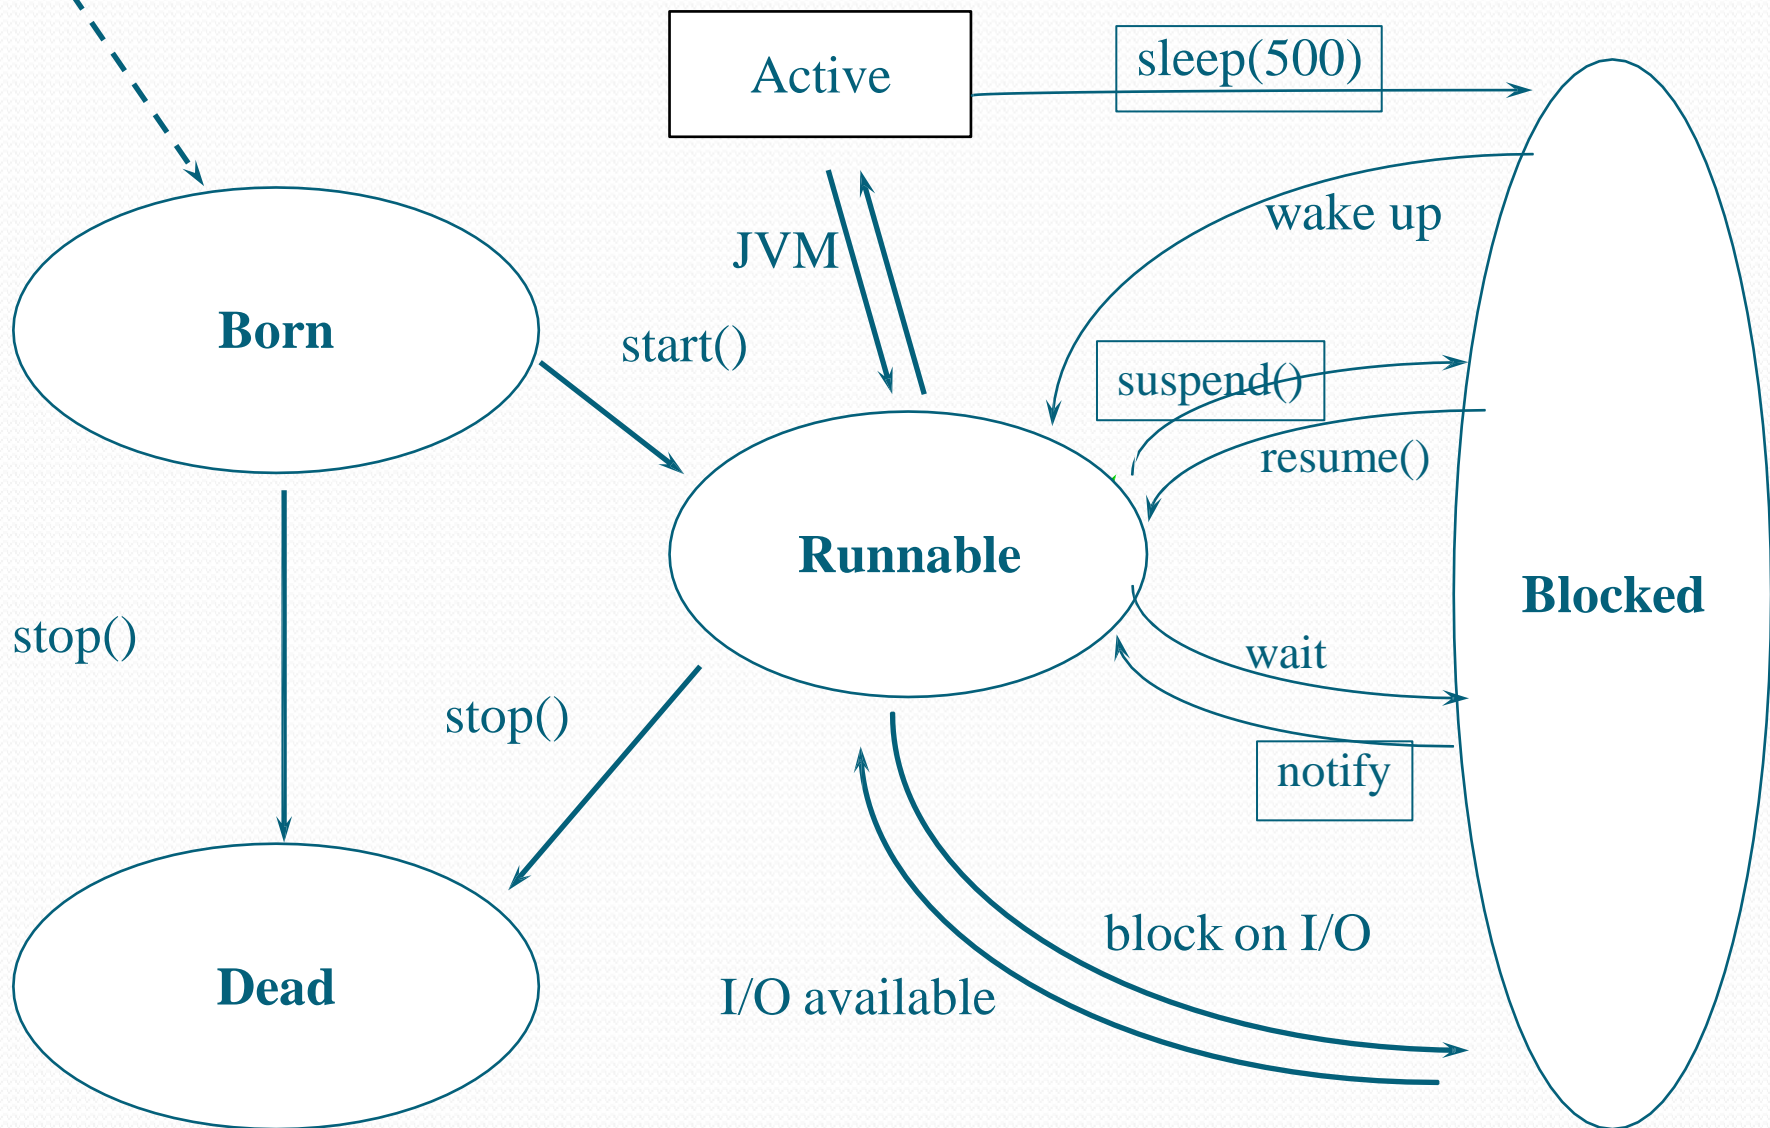 Active
sleep(500)
wake up
JVM
Born
start()
suspend()
resume()
Runnable
Blocked
stop()
wait
stop()
notify
block on I/O
Dead
I/O available